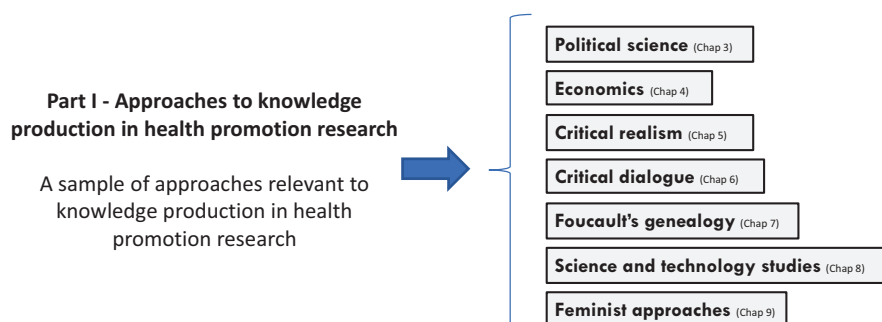 Part I - Approaches to knowledge
production in health promotion research
A sample of approaches relevant to
knowledge production in health
promotion research
Political science (Chap 3)
Economics (Chap 4)
Critical realism (Chap 5)
Critical dialogue (Chap 6)
Foucault's genealogy (Chap 7)
Science and technology studies (Chap 8)
Feminist approaches (Chap 9)